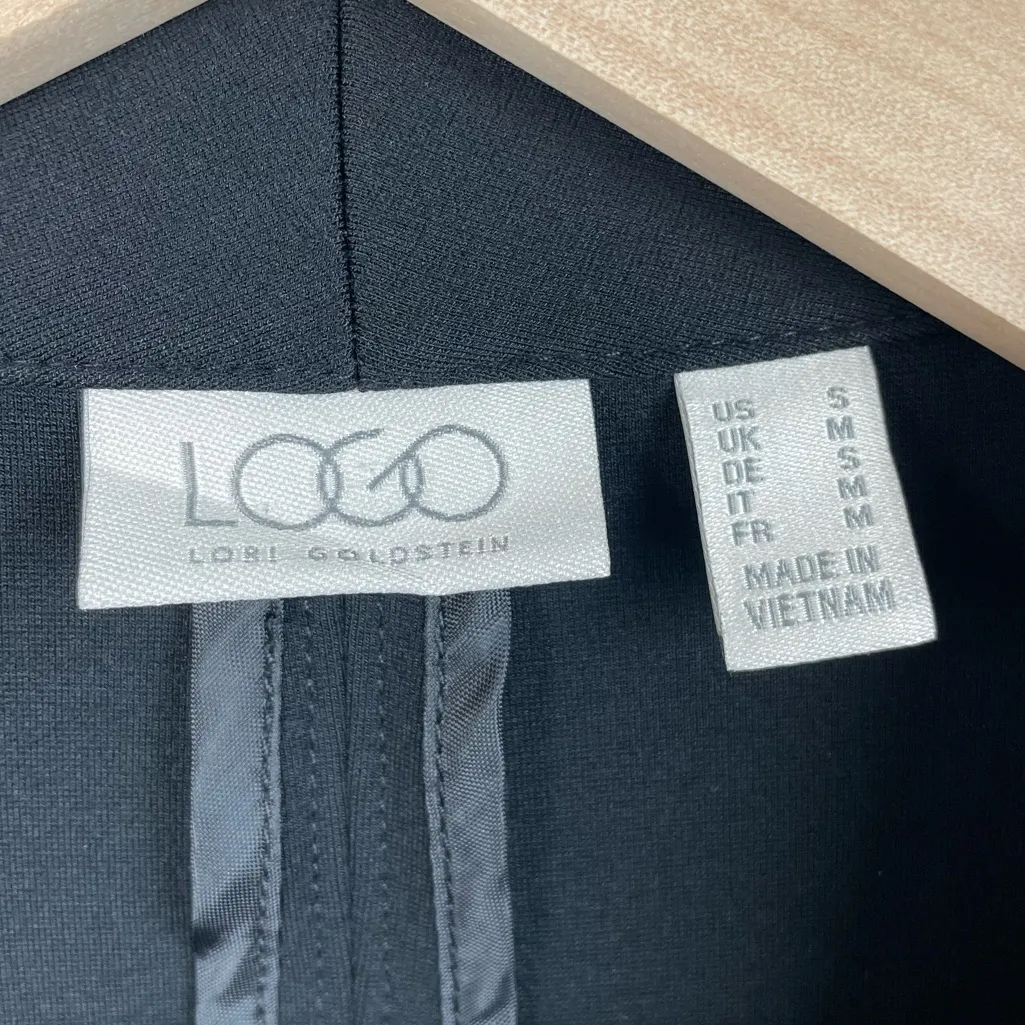 LOGO
LORI GOLDSTEIN
US S
UK M
DE S
IT M
FR M
MADE IN
VIETNAM